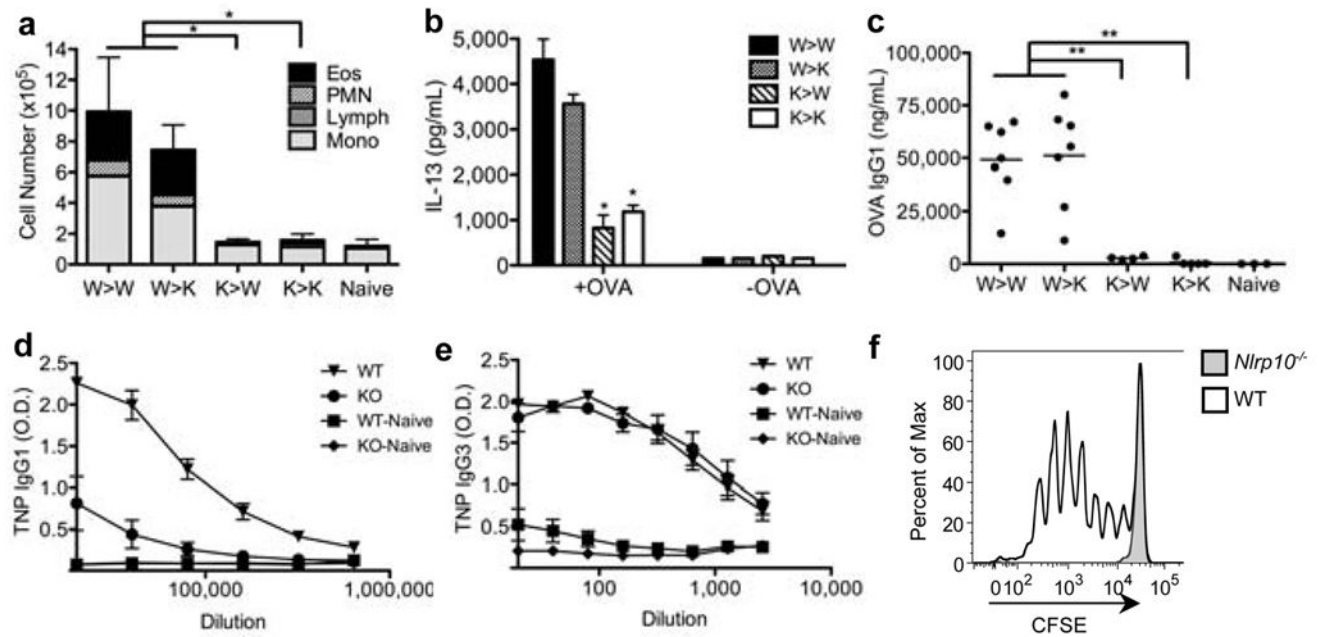 a
Cell Number (x10⁵)
14
12
10
8
6
4
2
0
*
*
Eos
PMN
Lymph
Mono
W>W W>K K>W K>K Naive
b
IL-13 (pg/mL)
5,000
4,000
3,000
2,000
1,000
0
* *
W>W
W>K
K>W
K>K
+OVA -OVA
c
OVA IgG1 (ng/mL)
100,000
75,000
50,000
25,000
0
**
**
W>W W>K K>W K>K Naive
d
TNP IgG1 (O.D.)
2.5
2.0
1.5
1.0
0.5
WT
KO
WT-Naive
KO-Naive
100,000 1,000,000
Dilution
e
TNP IgG3 (O.D.)
2.5
2.0
1.5
1.0
0.5
WT
KO
WT-Naive
KO-Naive
100 1,000 10,000
Dilution
f
Percent of Max
100
80
60
40
20
0
Nlrp10⁻/⁻
WT
0 10² 10³ 10⁴ 10⁵
CFSE